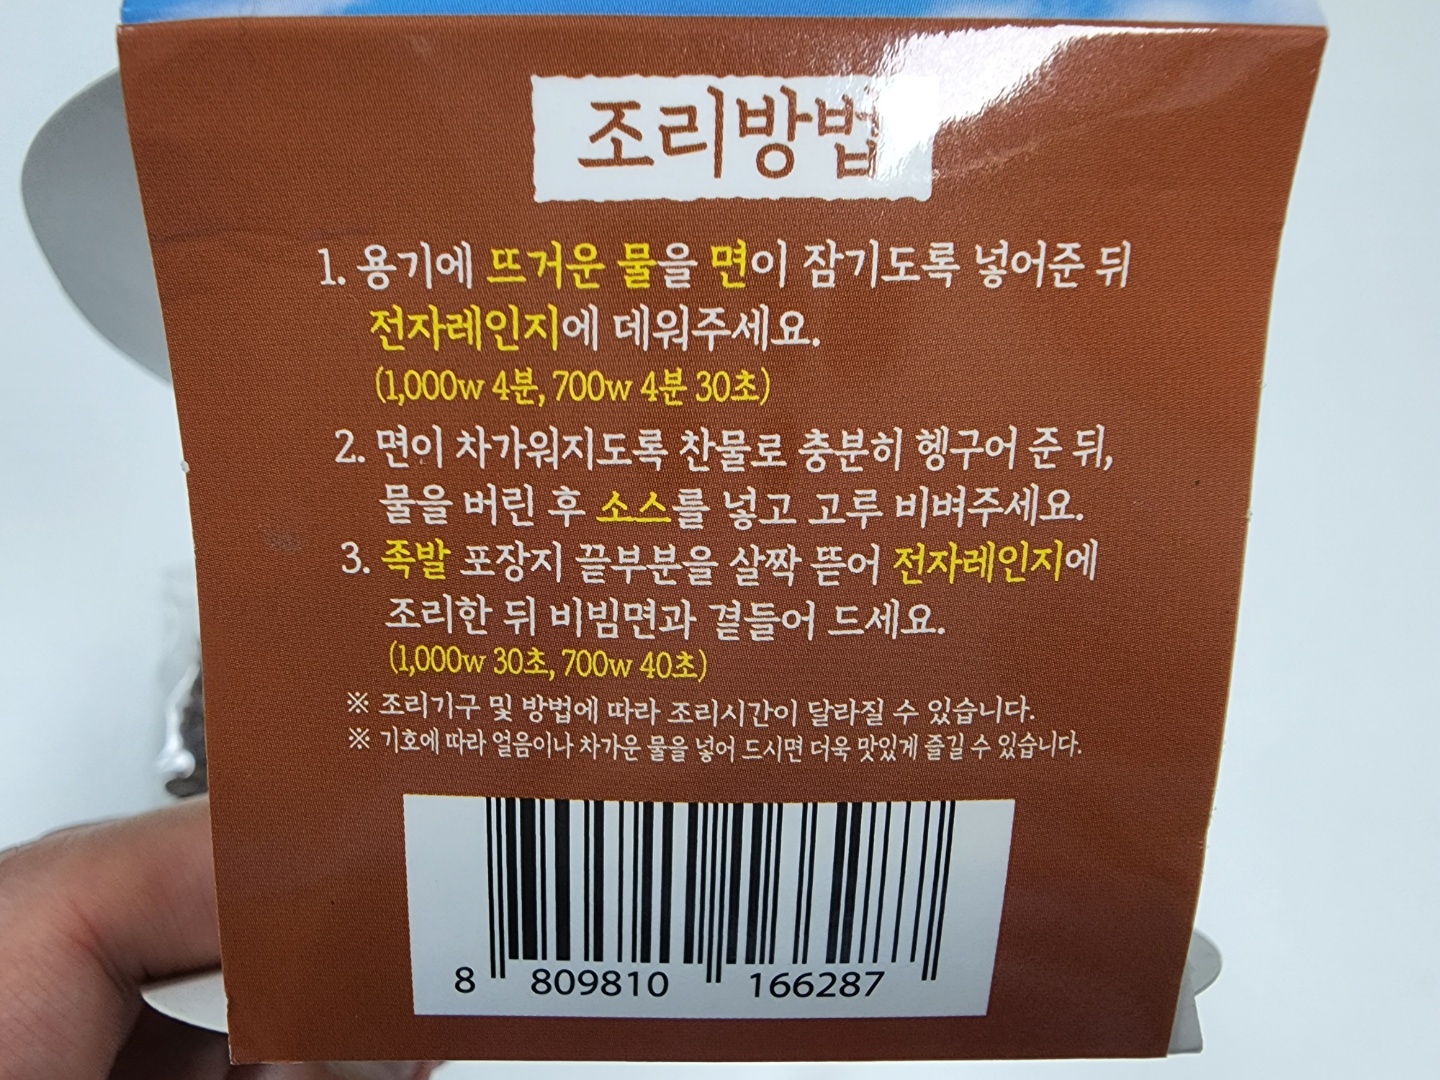 조리방법
1. 용기에 뜨거운 물을 면이 잠기도록 넣어준 뒤
전자레인지에 데워주세요.
(1,000w 4분, 700w 4분 30초)
2. 면이 차가워지도록 찬물로 충분히 헹구어 준 뒤,
물을 버린 후 소스를 넣고 고루 비벼주세요.
3. 족발 포장지 끝부분을 살짝 뜯어 전자레인지에
조리한 뒤 비빔면과 곁들어 드세요.
(1,000w 30초, 700w 40초)
※ 조리기구 및 방법에 따라 조리시간이 달라질 수 있습니다.
※ 기호에 따라 얼음이나 차가운 물을 넣어 드시면 더욱 맛있게 즐길 수 있습니다.
8 809810 166287